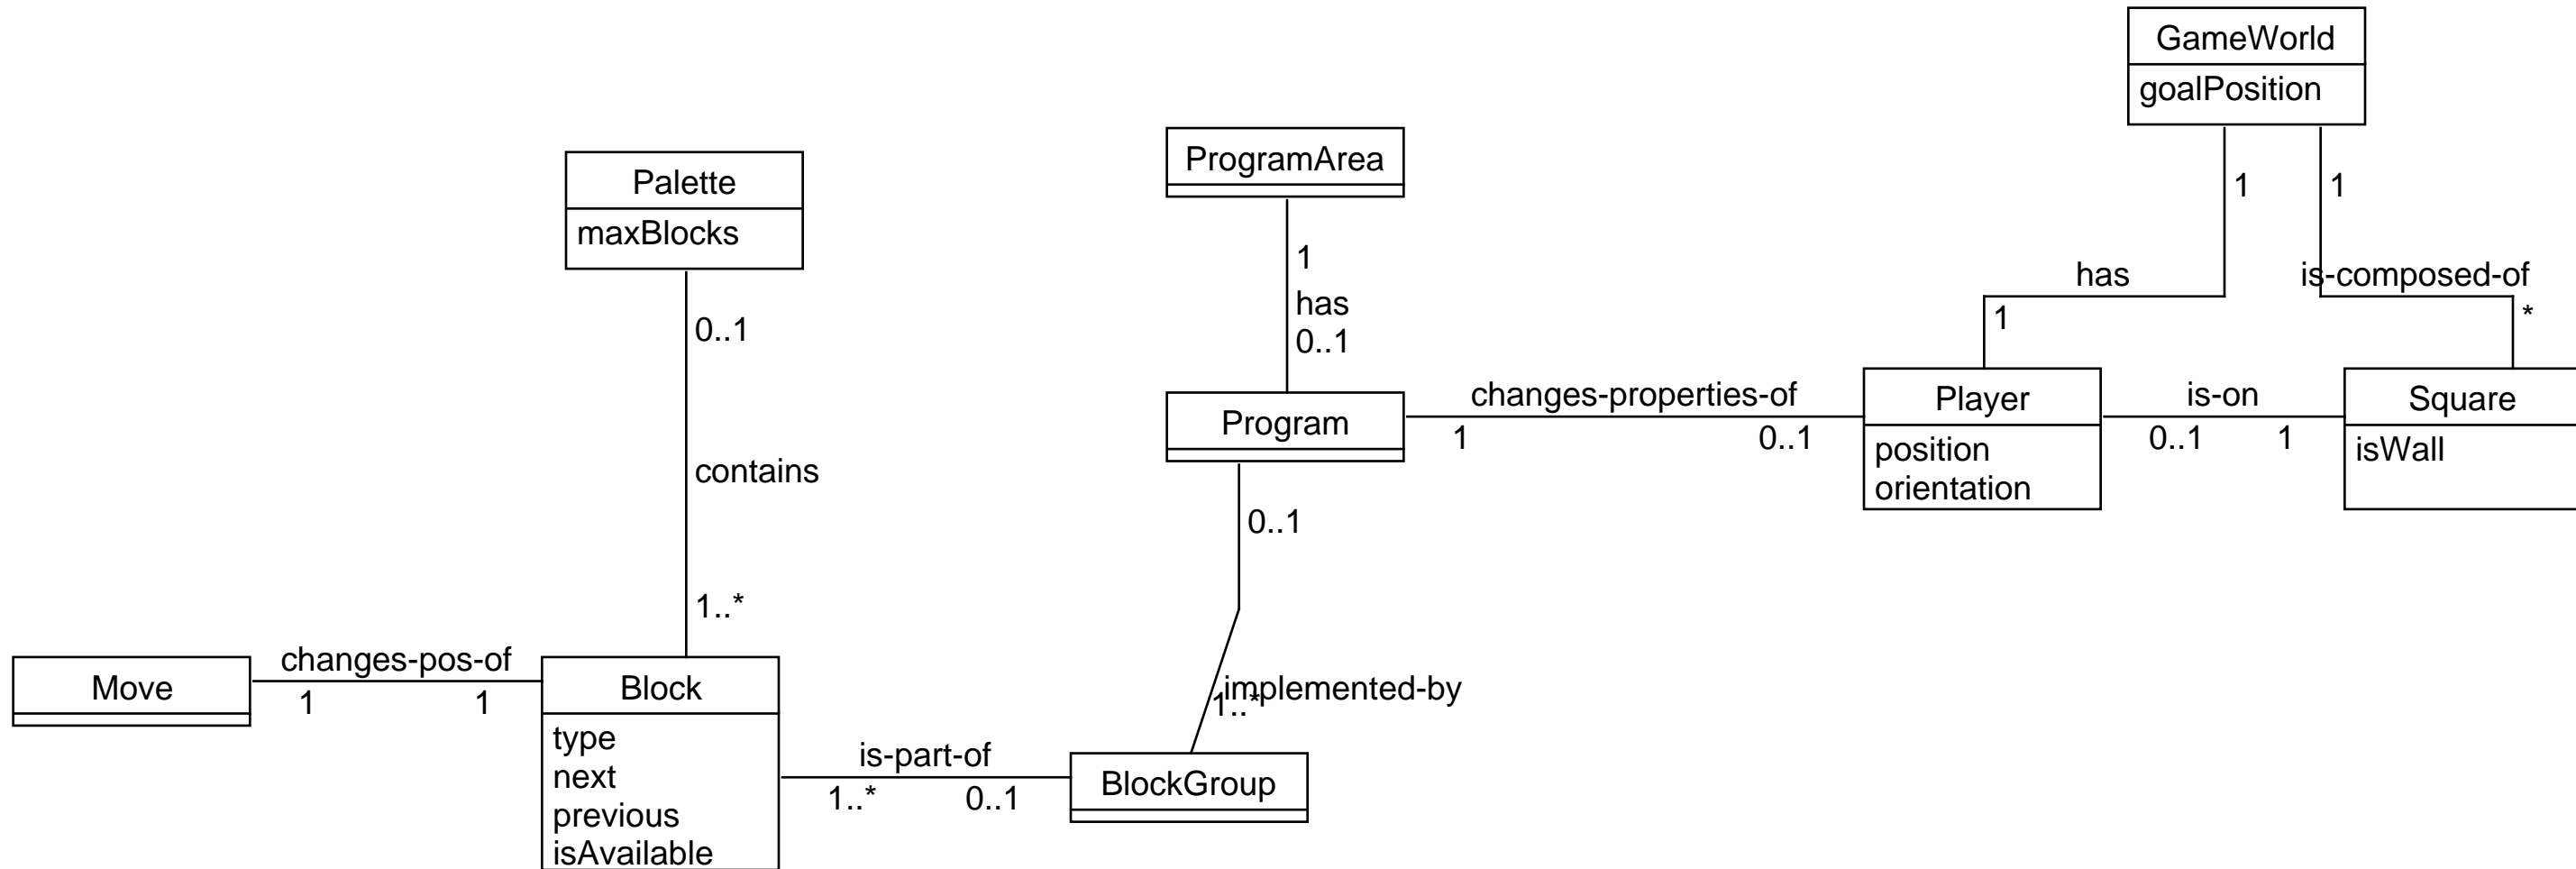 GameWorld
goalPosition
ProgramArea
Palette
maxBlocks
1
1
1
has
0..1
has
is-composed-of
1
*
0..1
contains
1..*
Program
changes-properties-of
1
0..1
Player
position
orientation
is-on
0..1
1
Square
isWall
0..1
implemented-by
1..*
Move
changes-pos-of
1
1
Block
type
next
previous
isAvailable
is-part-of
1..*
0..1
BlockGroup